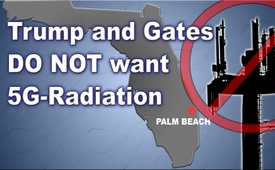 Trump and Gates
DO NOT want
5G-Radiation
PALM BEACH